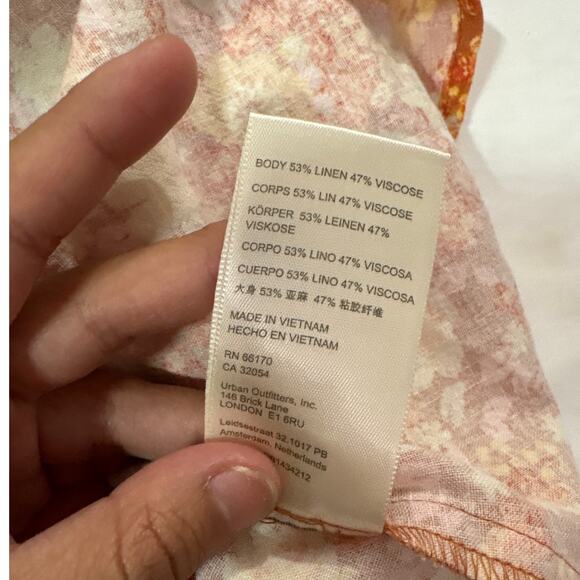 BODY 53% LINEN 47% VISCOSE
CORPS 53% LIN 47% VISCOSE
KÖRPER 53% LEINEN 47%
VISKOSE
CORPO 53% LINO 47% VISCOSA
CUERPO 53% LINO 47% VISCOSA
大身 53% 亚麻 47% 粘胶纤维
MADE IN VIETNAM
HECHO EN VIETNAM
RN 66170
CA 32054
Urban Outfitters, Inc.
146 Brick Lane
LONDON E1 6RU
Leidsestraat 32,1017 PB
Amsterdam, Netherlands